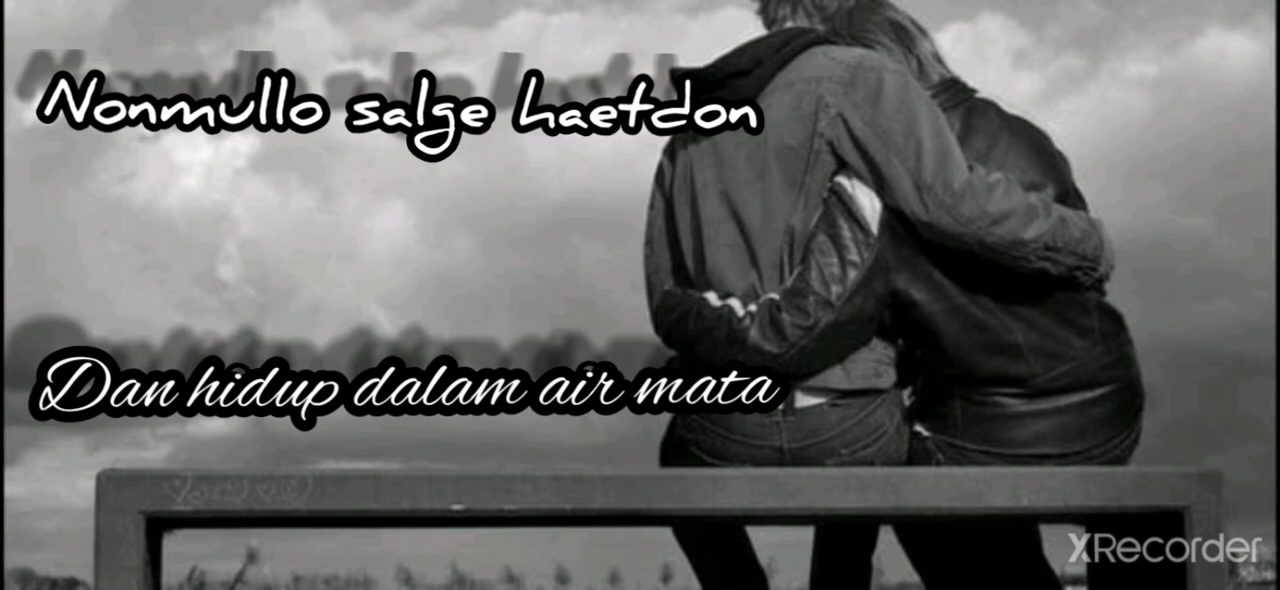 Nonmullo salge haetdon
Dan hidup dalam air mata
XRecorder